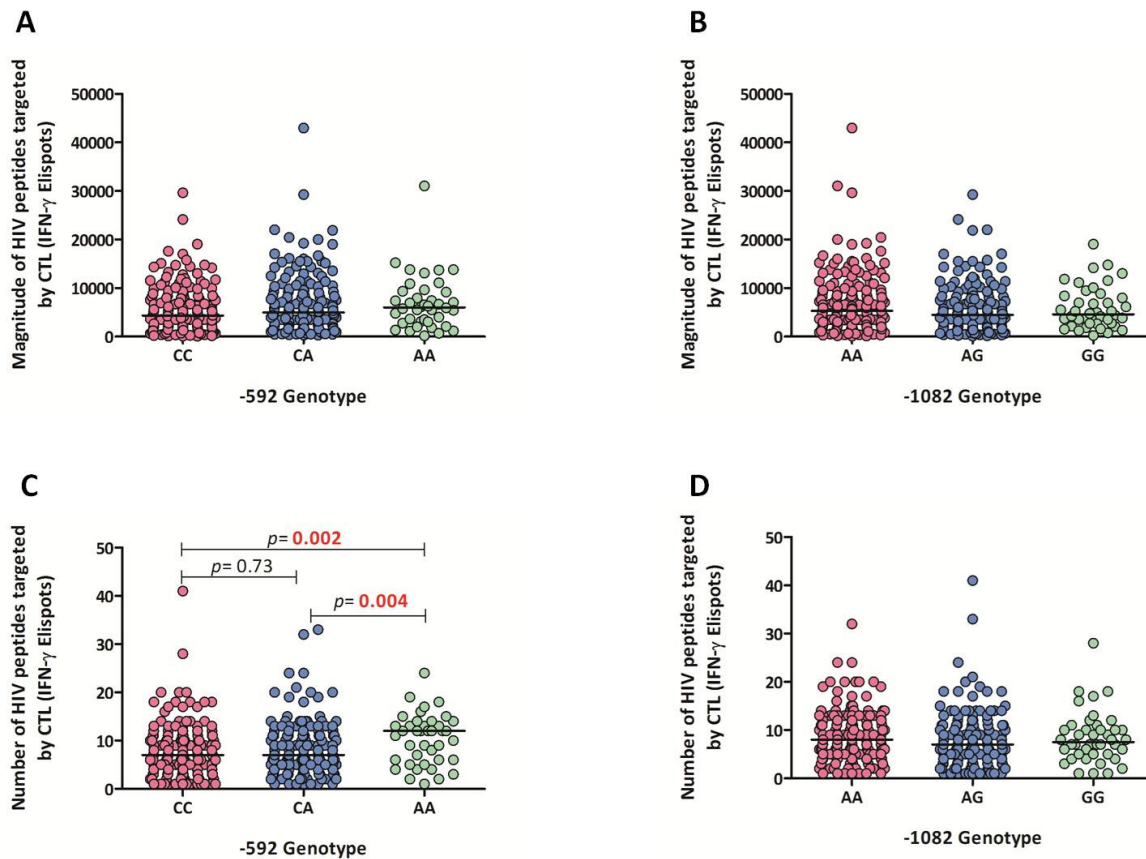 A
Magnitude of HIV peptides targeted
by CTL (IFN-γ Elispots)
50000
40000
30000
20000
10000
0
CC CA AA
-592 Genotype
B
Magnitude of HIV peptides targeted
by CTL (IFN-γ Elispots)
50000
40000
30000
20000
10000
0
AA AG GG
-1082 Genotype
C
Number of HIV peptides targeted
by CTL (IFN-γ Elispots)
50
40
30
20
10
0
p= 0.002
p= 0.73
p= 0.004
CC CA AA
-592 Genotype
D
Number of HIV peptides targeted
by CTL (IFN-γ Elispots)
50
40
30
20
10
0
AA AG GG
-1082 Genotype